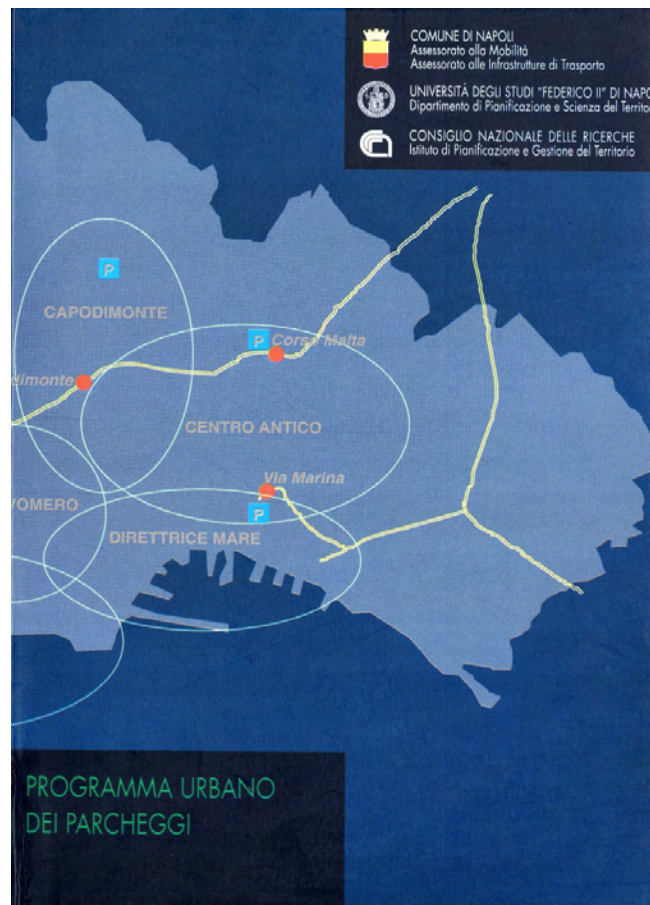 COMUNE DI NAPOLI
Assessorato alla Mobilità
Assessorato alle Infrastrutture di Trasporto
UNIVERSITÁ DEGLI STUDI "FEDERICO II" DI NAPO
Dipartimento di Pianificazione e Scienza del Territo
CONSIGLIO NAZIONALE DELLE RICERCHE
Istituto di Pianificazione e Gestione del Territorio
P
CAPODIMONTE
P Corso Malta
dimonte
CENTRO ANTICO
Via Marina
VOMERO
P
DIRETTRICE MARE
PROGRAMMA URBANO
DEI PARCHEGGI